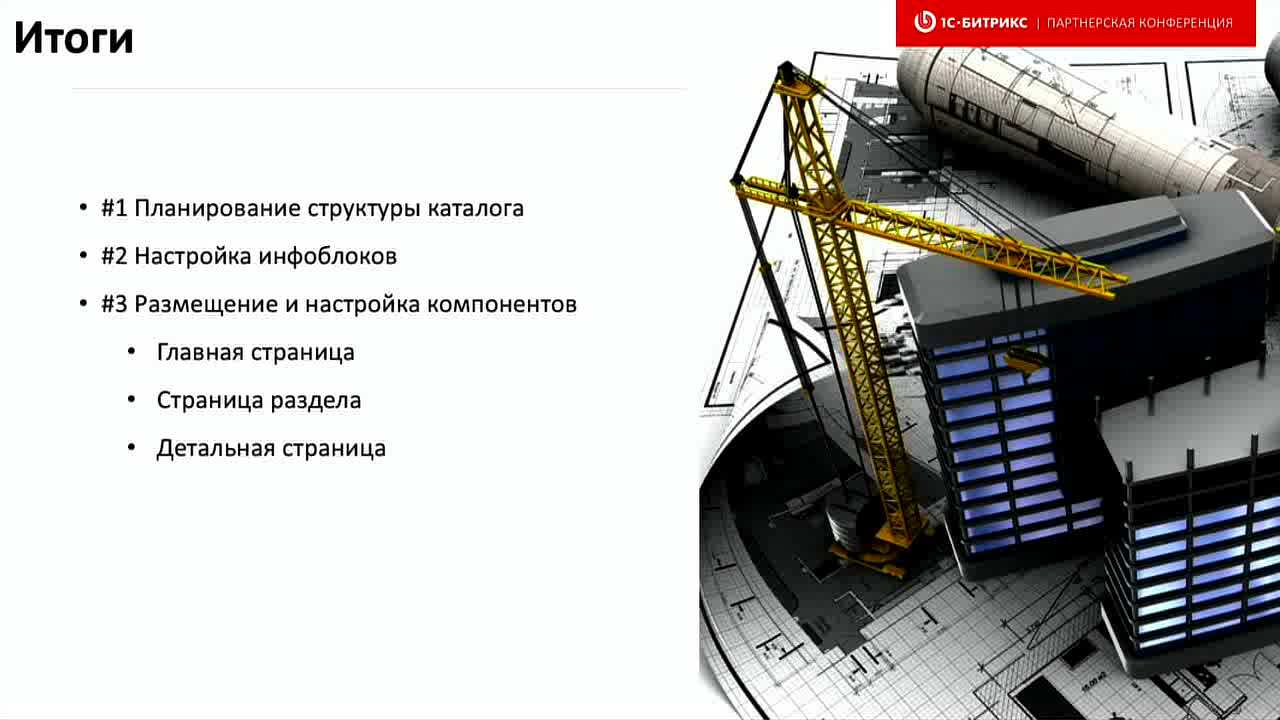 Итоги
1С·БИТРИКС | ПАРТНЕРСКАЯ КОНФЕРЕНЦИЯ
• #1 Планирование структуры каталога
• #2 Настройка инфоблоков
• #3 Размещение и настройка компонентов
• Главная страница
• Страница раздела
• Детальная страница